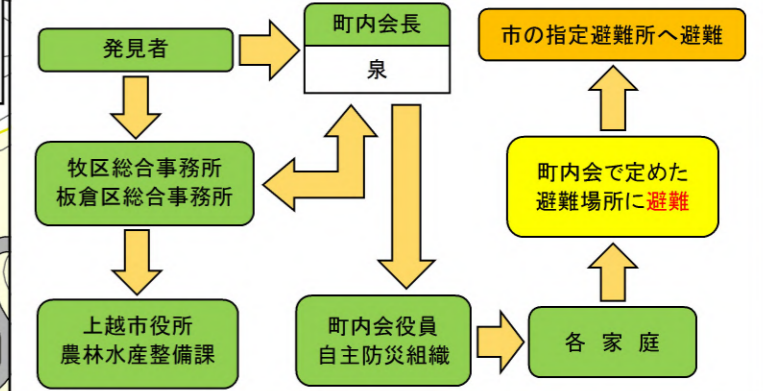 発見者
町内会長
泉
市の指定避難所へ避難
牧区総合事務所
板倉区総合事務所
町内会で定めた
避難場所に避難
上越市役所
農林水産整備課
町内会役員
自主防災組織
各 家 庭